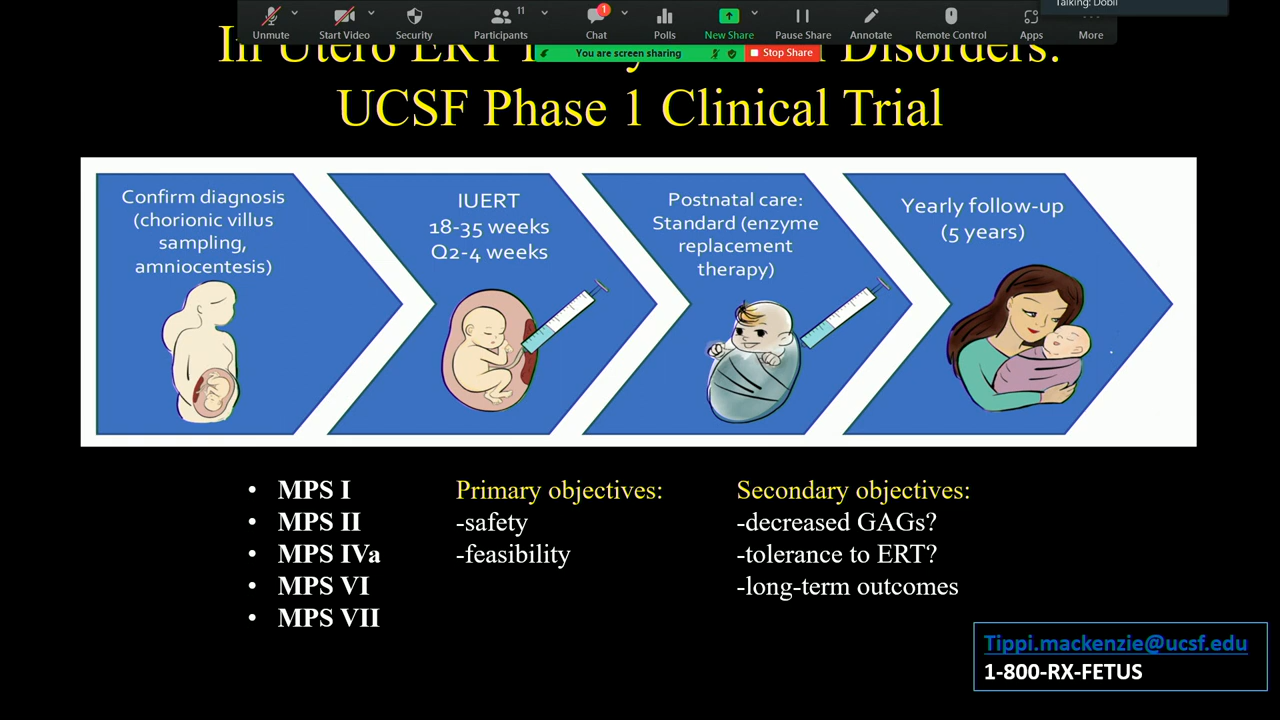 Talking: Dobil
Unmute
Start Video
Security
Participants
11
Chat
1
Polls
New Share
Pause Share
Annotate
Remote Control
Apps
More
You are screen sharing
Stop Share
In Utero ERT Disorders:
UCSF Phase 1 Clinical Trial
Confirm diagnosis
(chorionic villus
sampling,
amniocentesis)
IUERT
18-35 weeks
Q2-4 weeks
Postnatal care:
Standard (enzyme
replacement
therapy)
Yearly follow-up
(5 years)
• MPS I
• MPS II
• MPS IVa
• MPS VI
• MPS VII
Primary objectives:
-safety
-feasibility
Secondary objectives:
-decreased GAGs?
-tolerance to ERT?
-long-term outcomes
Tippi.mackenzie@ucsf.edu
1-800-RX-FETUS